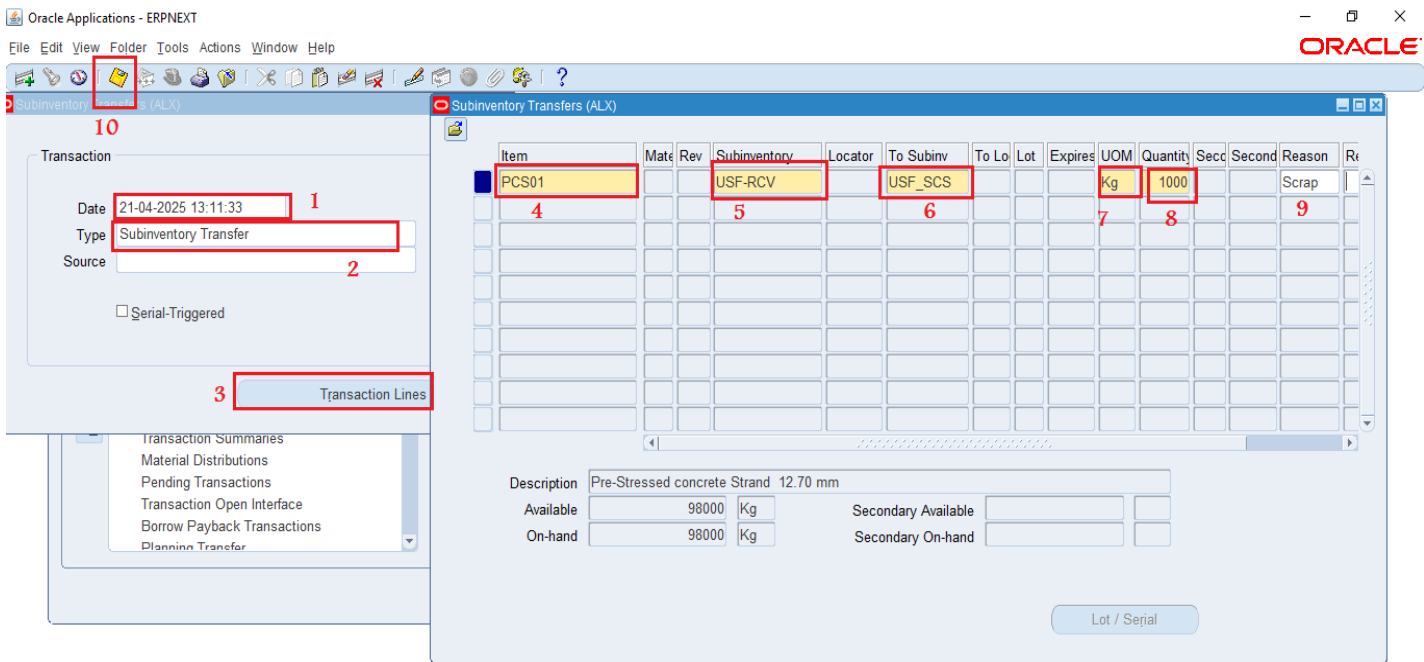 Oracle Applications - ERPNEXT
File Edit View Folder Tools Actions Window Help
ORACLE
10
Subinventory Transfers (ALX)
Transaction
Date 21-04-2025 13:11:33 1
Type Subinventory Transfer
Source 2
Serial-Triggered
3 Transaction Lines
Transaction Summaries
Material Distributions
Pending Transactions
Transaction Open Interface
Borrow Payback Transactions
Planning Transfer
Subinventory Transfers (ALX)
Item Mate Rev Subinventory Locator To Subinv To Lo Lot Expires UOM Quantity Secc Second Reason Re
PCS01 USF-RCV USF_SCS Kg 1000 Scrap
4 5 6 7 8 9
Description Pre-Stressed concrete Strand 12.70 mm
Available 98000 Kg Secondary Available
On-hand 98000 Kg Secondary On-hand
Lot / Serial